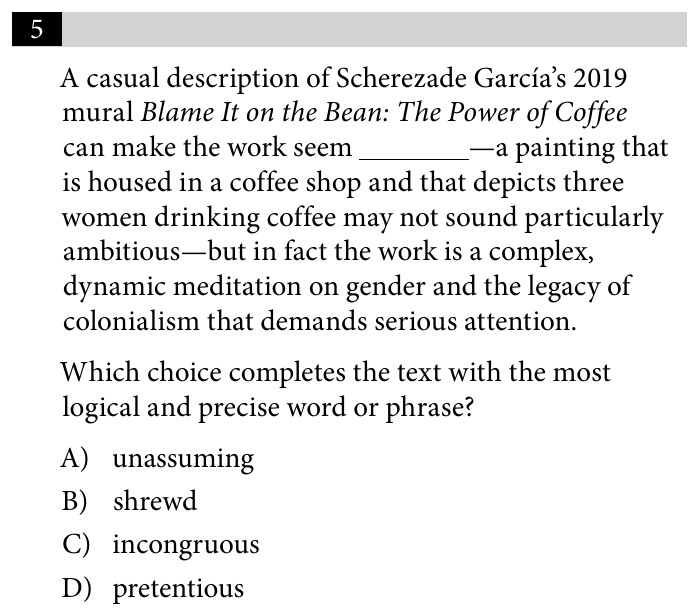 5
A casual description of Scherezade García’s 2019
mural Blame It on the Bean: The Power of Coffee
can make the work seem ________—a painting that
is housed in a coffee shop and that depicts three
women drinking coffee may not sound particularly
ambitious—but in fact the work is a complex,
dynamic meditation on gender and the legacy of
colonialism that demands serious attention.
Which choice completes the text with the most
logical and precise word or phrase?
A) unassuming
B) shrewd
C) incongruous
D) pretentious